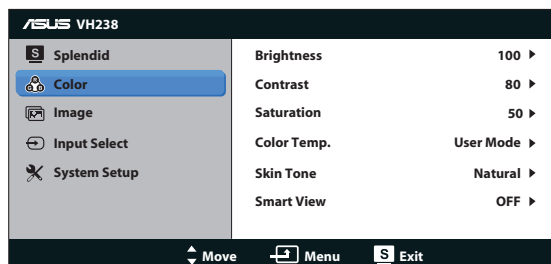 ASUS VH238
S Splendid
Color
Image
Input Select
System Setup
Brightness 100
Contrast 80
Saturation 50
Color Temp. User Mode
Skin Tone Natural
Smart View OFF
Move Menu S Exit